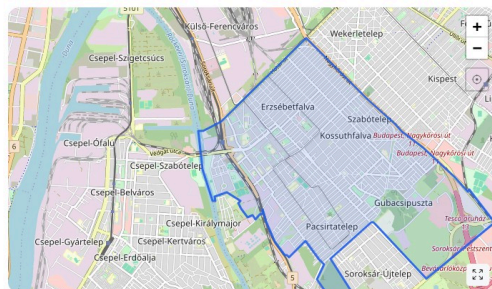 S101
Külső-Ferencváros
Wekerletelep
+
−
Csepel-Szigetcsúcs
Kispest
Erzsébetfalva
Szabótelep
Kossuthfalva
Budapest, Nagykőrösi út
Budapest, Nagykőrösi út
6
Csepel-Ófalu
Csepel-Szabótelep
Csepel-Belváros
Gubacsipuszta
Csepel-Királymajor
Pacsirtatelep
Csepel-Gyártelep
Csepel-Kertváros
Csepel-Erdőalja
Soroksár-Újtelep
5